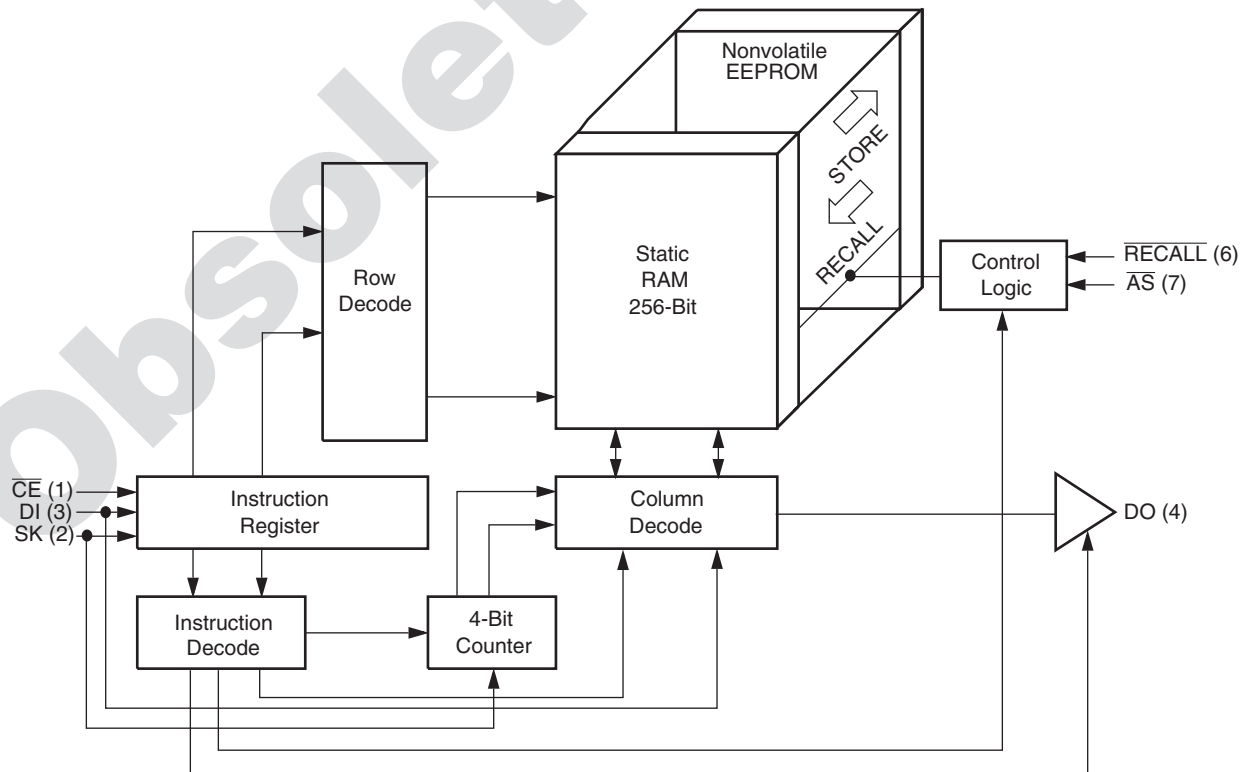 Obsolete
Nonvolatile
EEPROM
STORE
RECALL
Row
Decode
Static
RAM
256-Bit
Control
Logic
RECALL (6)
AS (7)
CE (1)
DI (3)
SK (2)
Instruction
Register
Column
Decode
DO (4)
Instruction
Decode
4-Bit
Counter